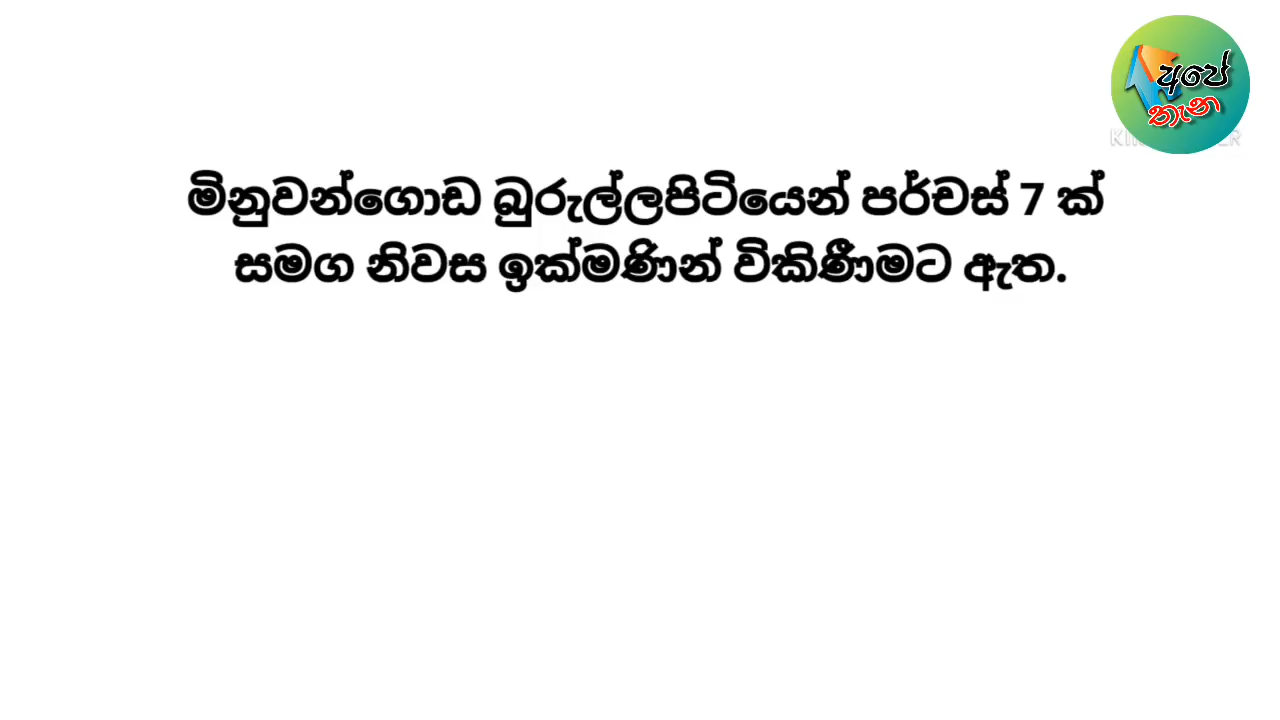 අපේ
තැන
මිනුවන්ගොඩ බුරුල්ලපිටියෙන් පර්චස් 7 ක්
සමග නිවස ඉක්මණින් විකිණීමට ඇත.